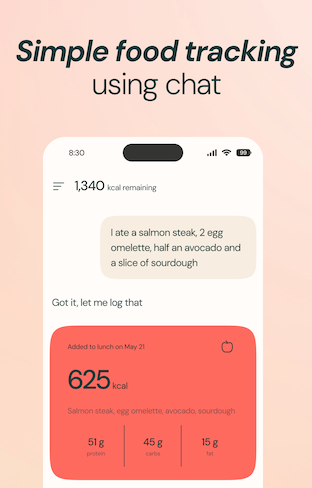 Simple food tracking
using chat
8:30
99
1,340 kcal remaining
I ate a salmon steak, 2 egg
omelette, half an avocado and
a slice of sourdough
Got it, let me log that
Added to lunch on May 21
625 kcal
Salmon steak, egg omelette, avocado, sourdough
51 g 45 g 15 g
protein carbs fat